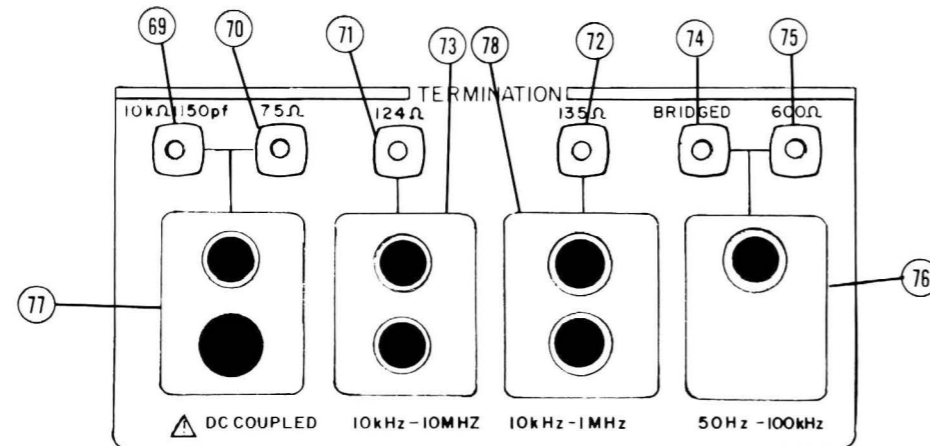 69 70 71 73 78 72 74 75
TERMINATION
10kΩ||50pf 75Ω 124Ω 135Ω BRIDGED 600Ω
77 76
⚠ DC COUPLED 10kHz-10MHZ 10kHz-1MHz 50Hz-100kHz